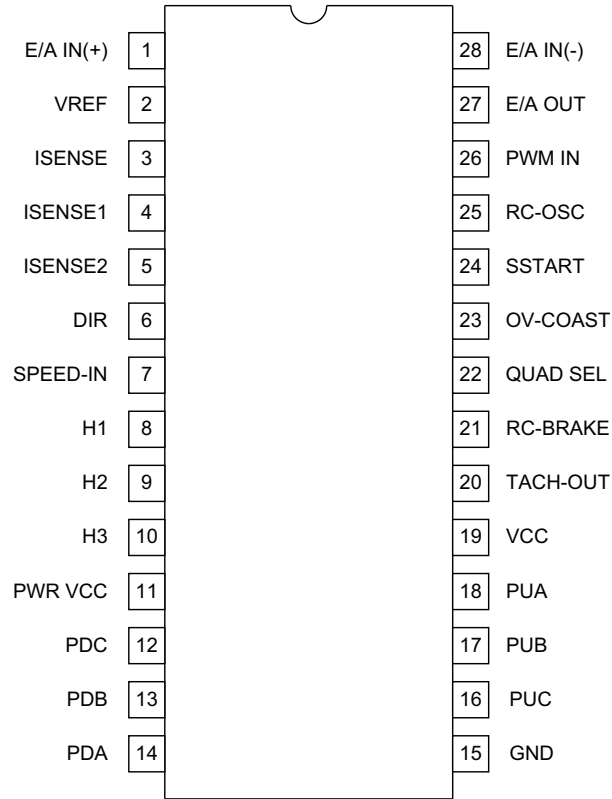 E/A IN(+) 1 28 E/A IN(-)
VREF 2 27 E/A OUT
ISENSE 3 26 PWM IN
ISENSE1 4 25 RC-OSC
ISENSE2 5 24 SSTART
DIR 6 23 OV-COAST
SPEED-IN 7 22 QUAD SEL
H1 8 21 RC-BRAKE
H2 9 20 TACH-OUT
H3 10 19 VCC
PWR VCC 11 18 PUA
PDC 12 17 PUB
PDB 13 16 PUC
PDA 14 15 GND